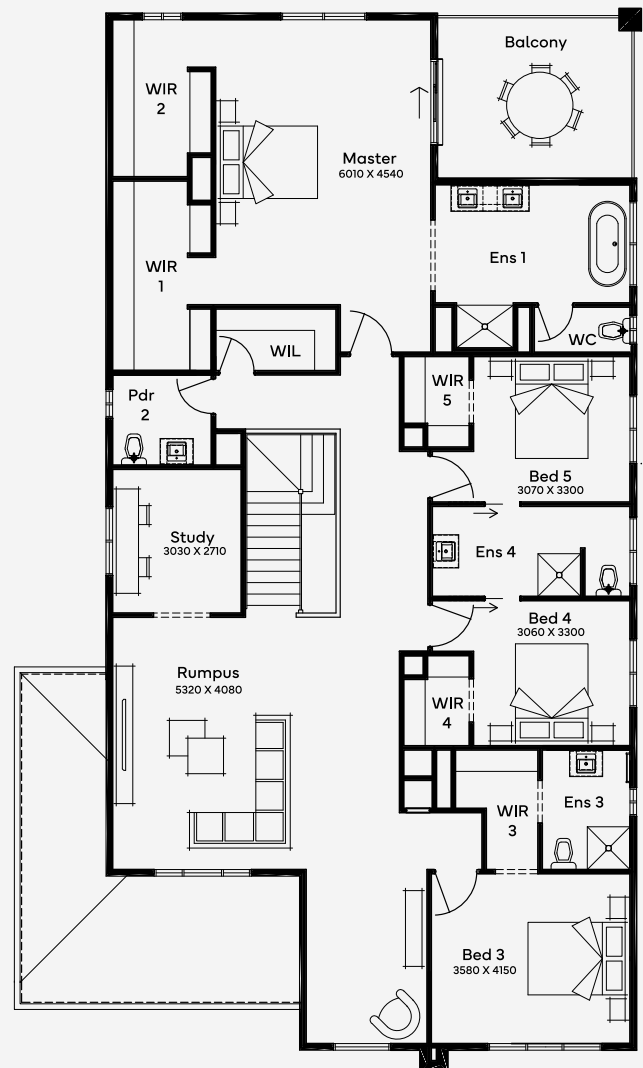 Balcony
WIR
2
Master
6010 X 4540
Ens 1
WIR
1
WC
WIL
WIR
5
Pdr
2
Bed 5
3070 X 3300
Study
3030 X 2710
Ens 4
Bed 4
3060 X 3300
Rumpus
5320 X 4080
WIR
4
Ens 3
WIR
3
Bed 3
3580 X 4150